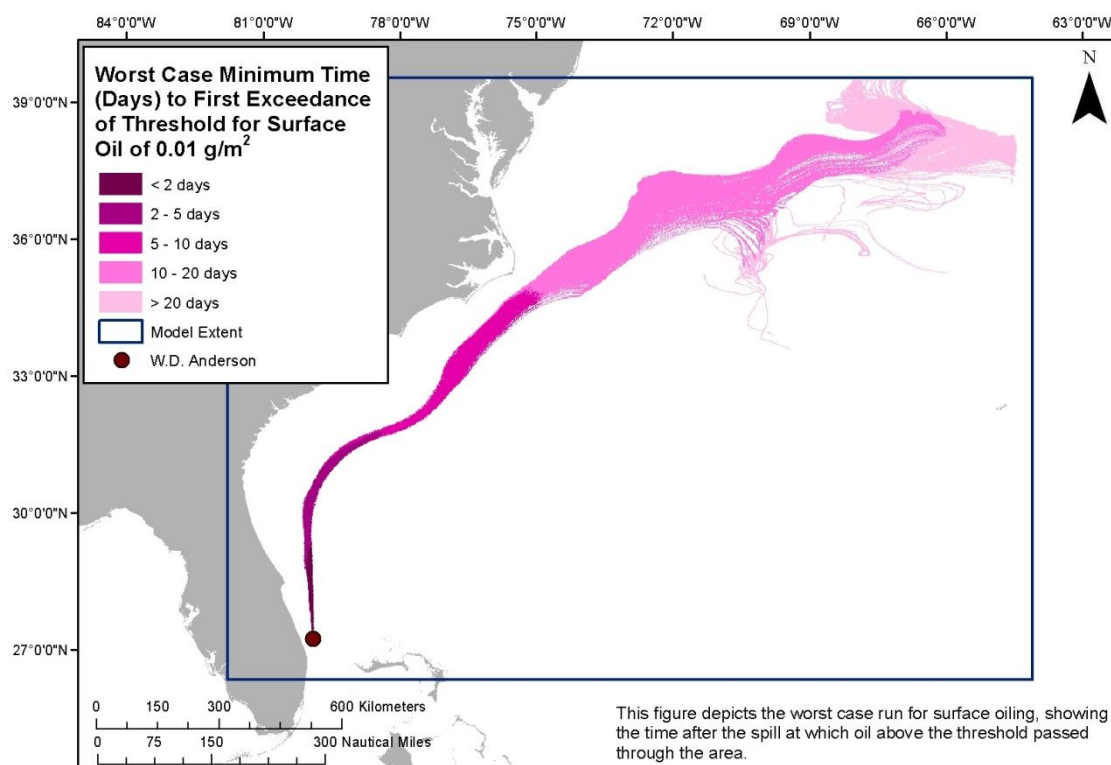 84°0'0"W 81°0'0"W 78°0'0"W 75°0'0"W 72°0'0"W 69°0'0"W 66°0'0"W 63°0'0"W
N
Worst Case Minimum Time
(Days) to First Exceedance
of Threshold for Surface
Oil of 0.01 g/m²
< 2 days
2 - 5 days
5 - 10 days
10 - 20 days
> 20 days
Model Extent
W.D. Anderson
39°0'0"N
36°0'0"N
33°0'0"N
30°0'0"N
27°0'0"N
0 150 300 600 Kilometers
0 75 150 300 Nautical Miles
This figure depicts the worst case run for surface oiling, showing
the time after the spill at which oil above the threshold passed
through the area.